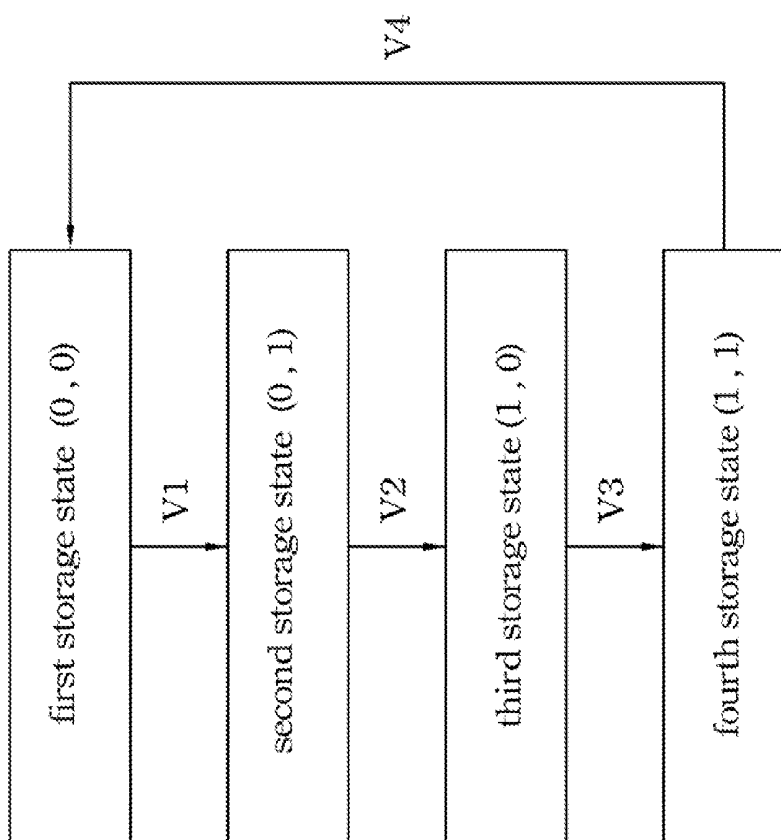 first storage state (0 , 0)
V1
second storage state (0 , 1)
V2
third storage state (1 , 0)
V3
fourth storage state (1 , 1)
V4